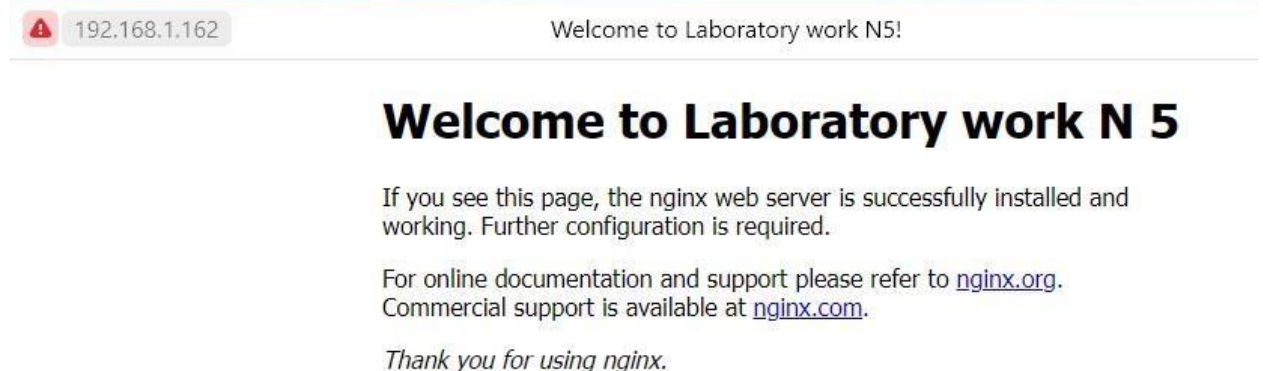 192.168.1.162
Welcome to Laboratory work N5!
Welcome to Laboratory work N 5
If you see this page, the nginx web server is successfully installed and
working. Further configuration is required.
For online documentation and support please refer to nginx.org.
Commercial support is available at nginx.com.
Thank you for using nginx.